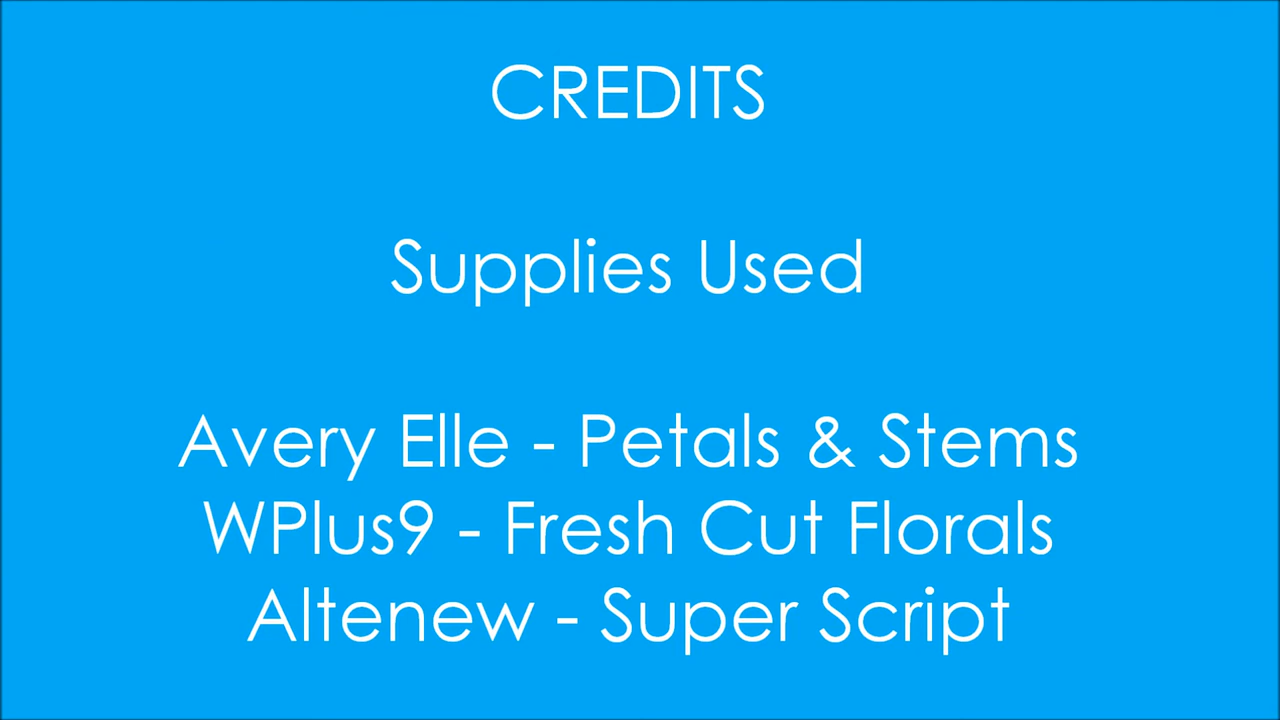 CREDITS
Supplies Used
Avery Elle - Petals & Stems
WPlus9 - Fresh Cut Florals
Altenew - Super Script